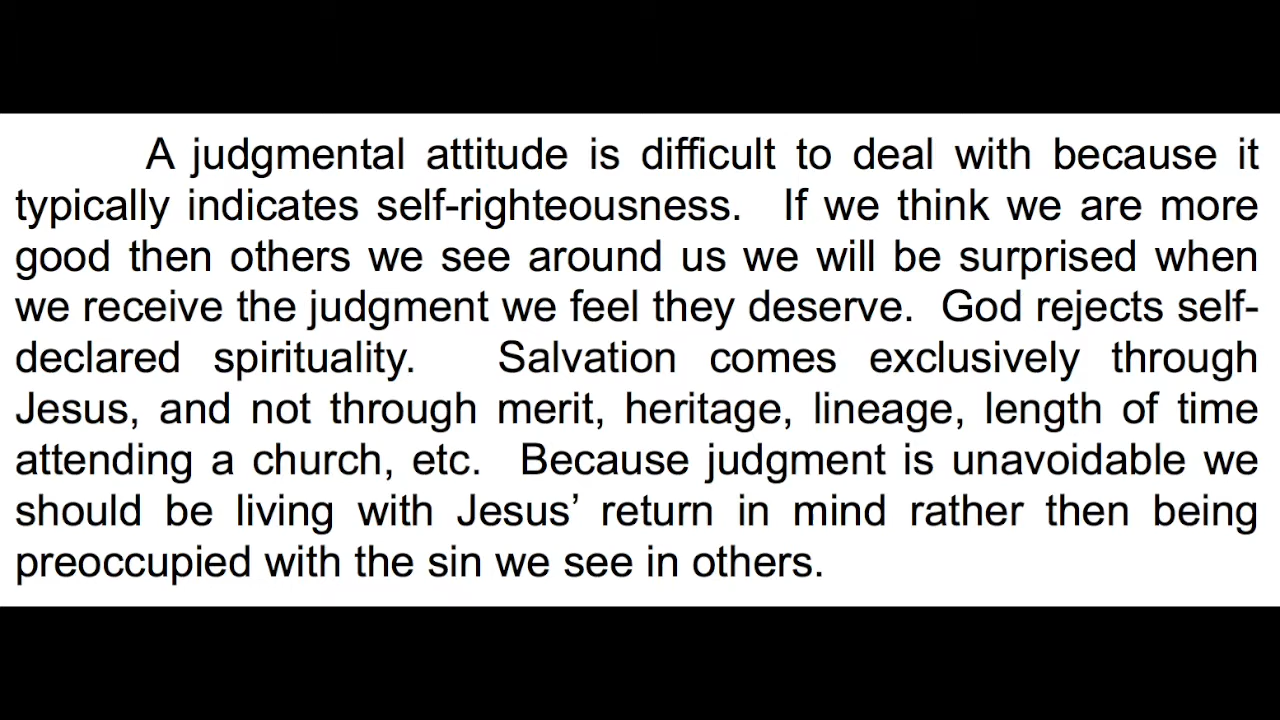 A judgmental attitude is difficult to deal with because it
typically indicates self-righteousness. If we think we are more
good then others we see around us we will be surprised when
we receive the judgment we feel they deserve. God rejects self-
declared spirituality. Salvation comes exclusively through
Jesus, and not through merit, heritage, lineage, length of time
attending a church, etc. Because judgment is unavoidable we
should be living with Jesus’ return in mind rather then being
preoccupied with the sin we see in others.